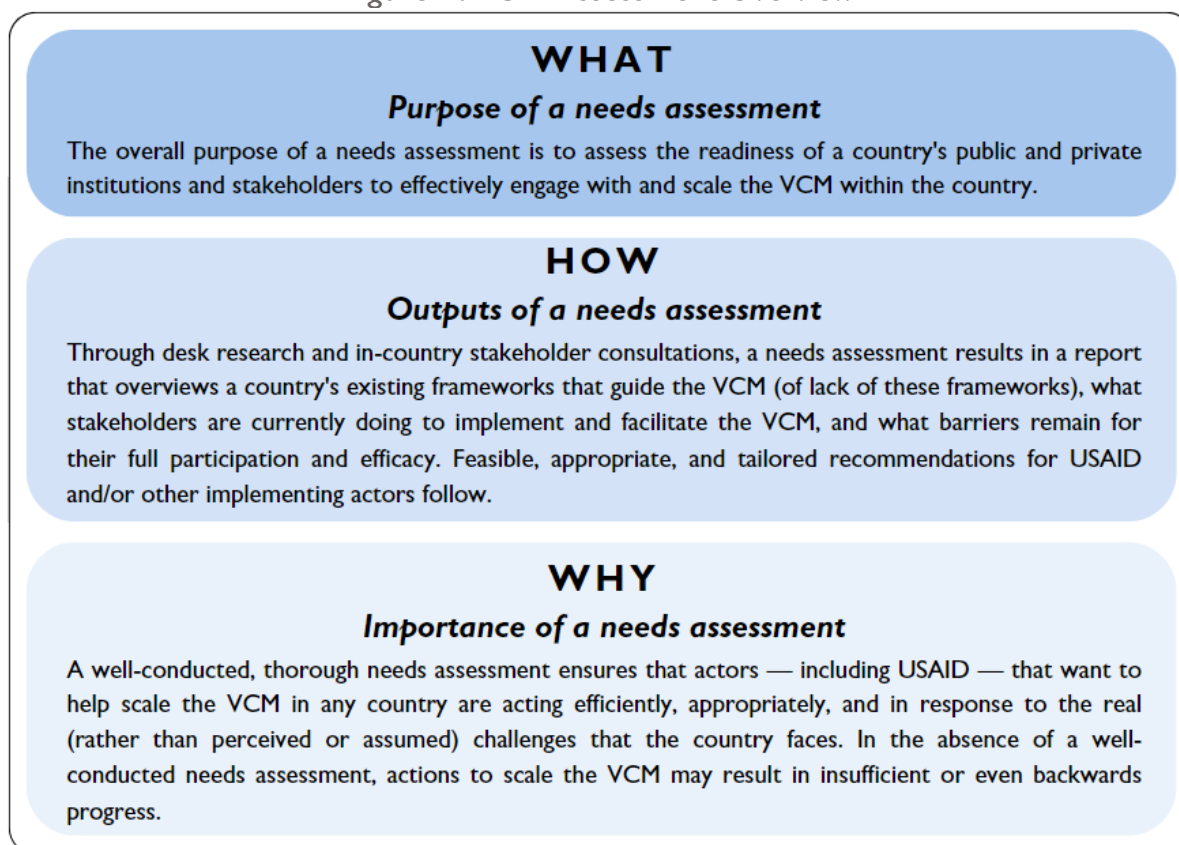 WHAT
Purpose of a needs assessment
The overall purpose of a needs assessment is to assess the readiness of a country's public and private
institutions and stakeholders to effectively engage with and scale the VCM within the country.
HOW
Outputs of a needs assessment
Through desk research and in-country stakeholder consultations, a needs assessment results in a report
that overviews a country's existing frameworks that guide the VCM (of lack of these frameworks), what
stakeholders are currently doing to implement and facilitate the VCM, and what barriers remain for
their full participation and efficacy. Feasible, appropriate, and tailored recommendations for USAID
and/or other implementing actors follow.
WHY
Importance of a needs assessment
A well-conducted, thorough needs assessment ensures that actors — including USAID — that want to
help scale the VCM in any country are acting efficiently, appropriately, and in response to the real
(rather than perceived or assumed) challenges that the country faces. In the absence of a well-
conducted needs assessment, actions to scale the VCM may result in insufficient or even backwards
progress.